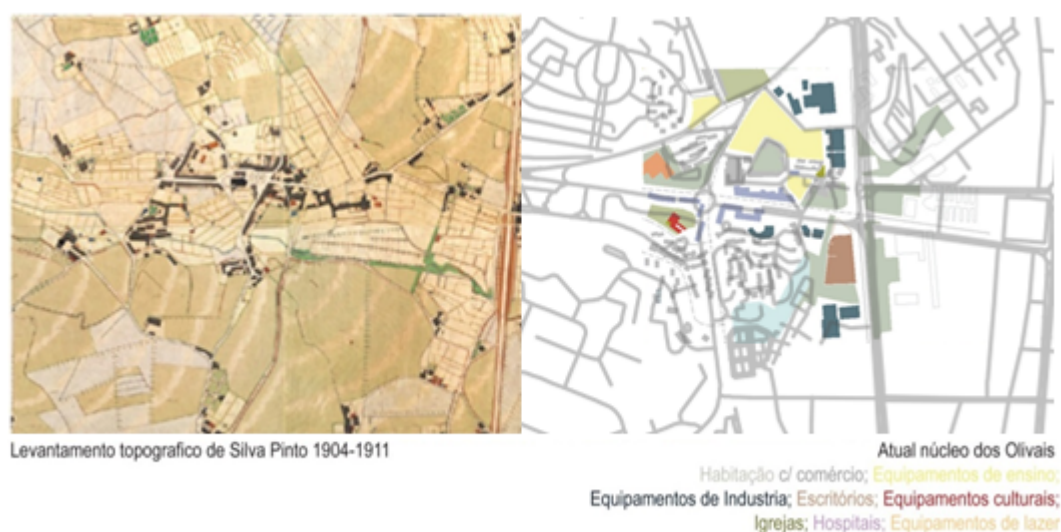 Levantamento topografico de Silva Pinto 1904-1911
Atual núcleo dos Olivais
Habitação c/ comércio; Equipamentos de ensino;
Equipamentos de Industria; Escritórios; Equipamentos culturais;
Igrejas; Hospitais; Equipamentos de lazer